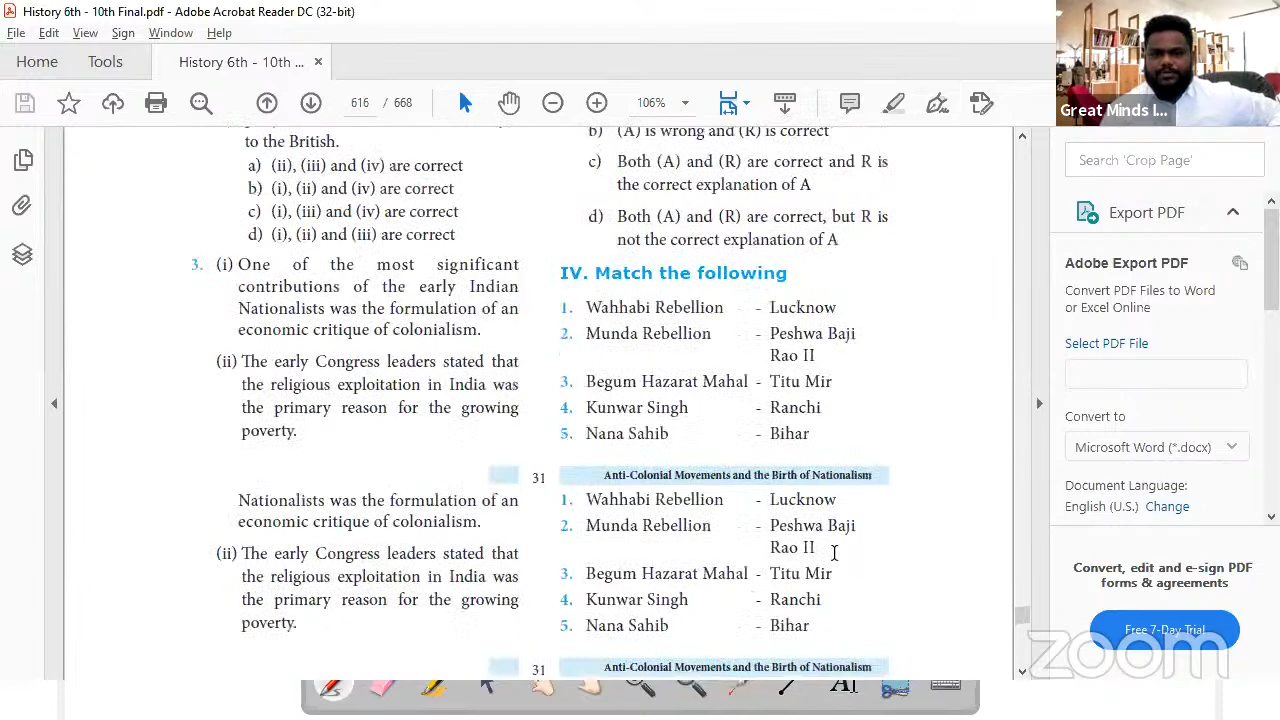 History 6th - 10th Final.pdf - Adobe Acrobat Reader DC (32-bit)
File Edit View Sign Window Help
Home Tools History 6th - 10th ... ×
610 / 668 106%
Great Minds I...
to the British.
a) (ii), (iii) and (iv) are correct
b) (i), (ii) and (iv) are correct
c) (i), (iii) and (iv) are correct
d) (i), (ii) and (iii) are correct
3. (i) One of the most significant
contributions of the early Indian
Nationalists was the formulation of an
economic critique of colonialism.
(ii) The early Congress leaders stated that
the religious exploitation in India was
the primary reason for the growing
poverty.
b) (A) is wrong and (R) is correct
c) Both (A) and (R) are correct and R is
the correct explanation of A
d) Both (A) and (R) are correct, but R is
not the correct explanation of A
IV. Match the following
1. Wahhabi Rebellion - Lucknow
2. Munda Rebellion - Peshwa Baji
Rao II
3. Begum Hazarat Mahal - Titu Mir
4. Kunwar Singh - Ranchi
5. Nana Sahib - Bihar
31 Anti-Colonial Movements and the Birth of Nationalism
Nationalists was the formulation of an
economic critique of colonialism.
(ii) The early Congress leaders stated that
the religious exploitation in India was
the primary reason for the growing
poverty.
1. Wahhabi Rebellion - Lucknow
2. Munda Rebellion - Peshwa Baji
Rao II
3. Begum Hazarat Mahal - Titu Mir
4. Kunwar Singh - Ranchi
5. Nana Sahib - Bihar
31 Anti-Colonial Movements and the Birth of Nationalism
Search 'Crop Page'
Export PDF
Adobe Export PDF
Convert PDF Files to Word
or Excel Online
Select PDF File
Convert to
Microsoft Word (*.docx)
Document Language:
English (U.S.) Change
Convert, edit and e-sign PDF
forms & agreements
Free 7-Day Trial
zoom